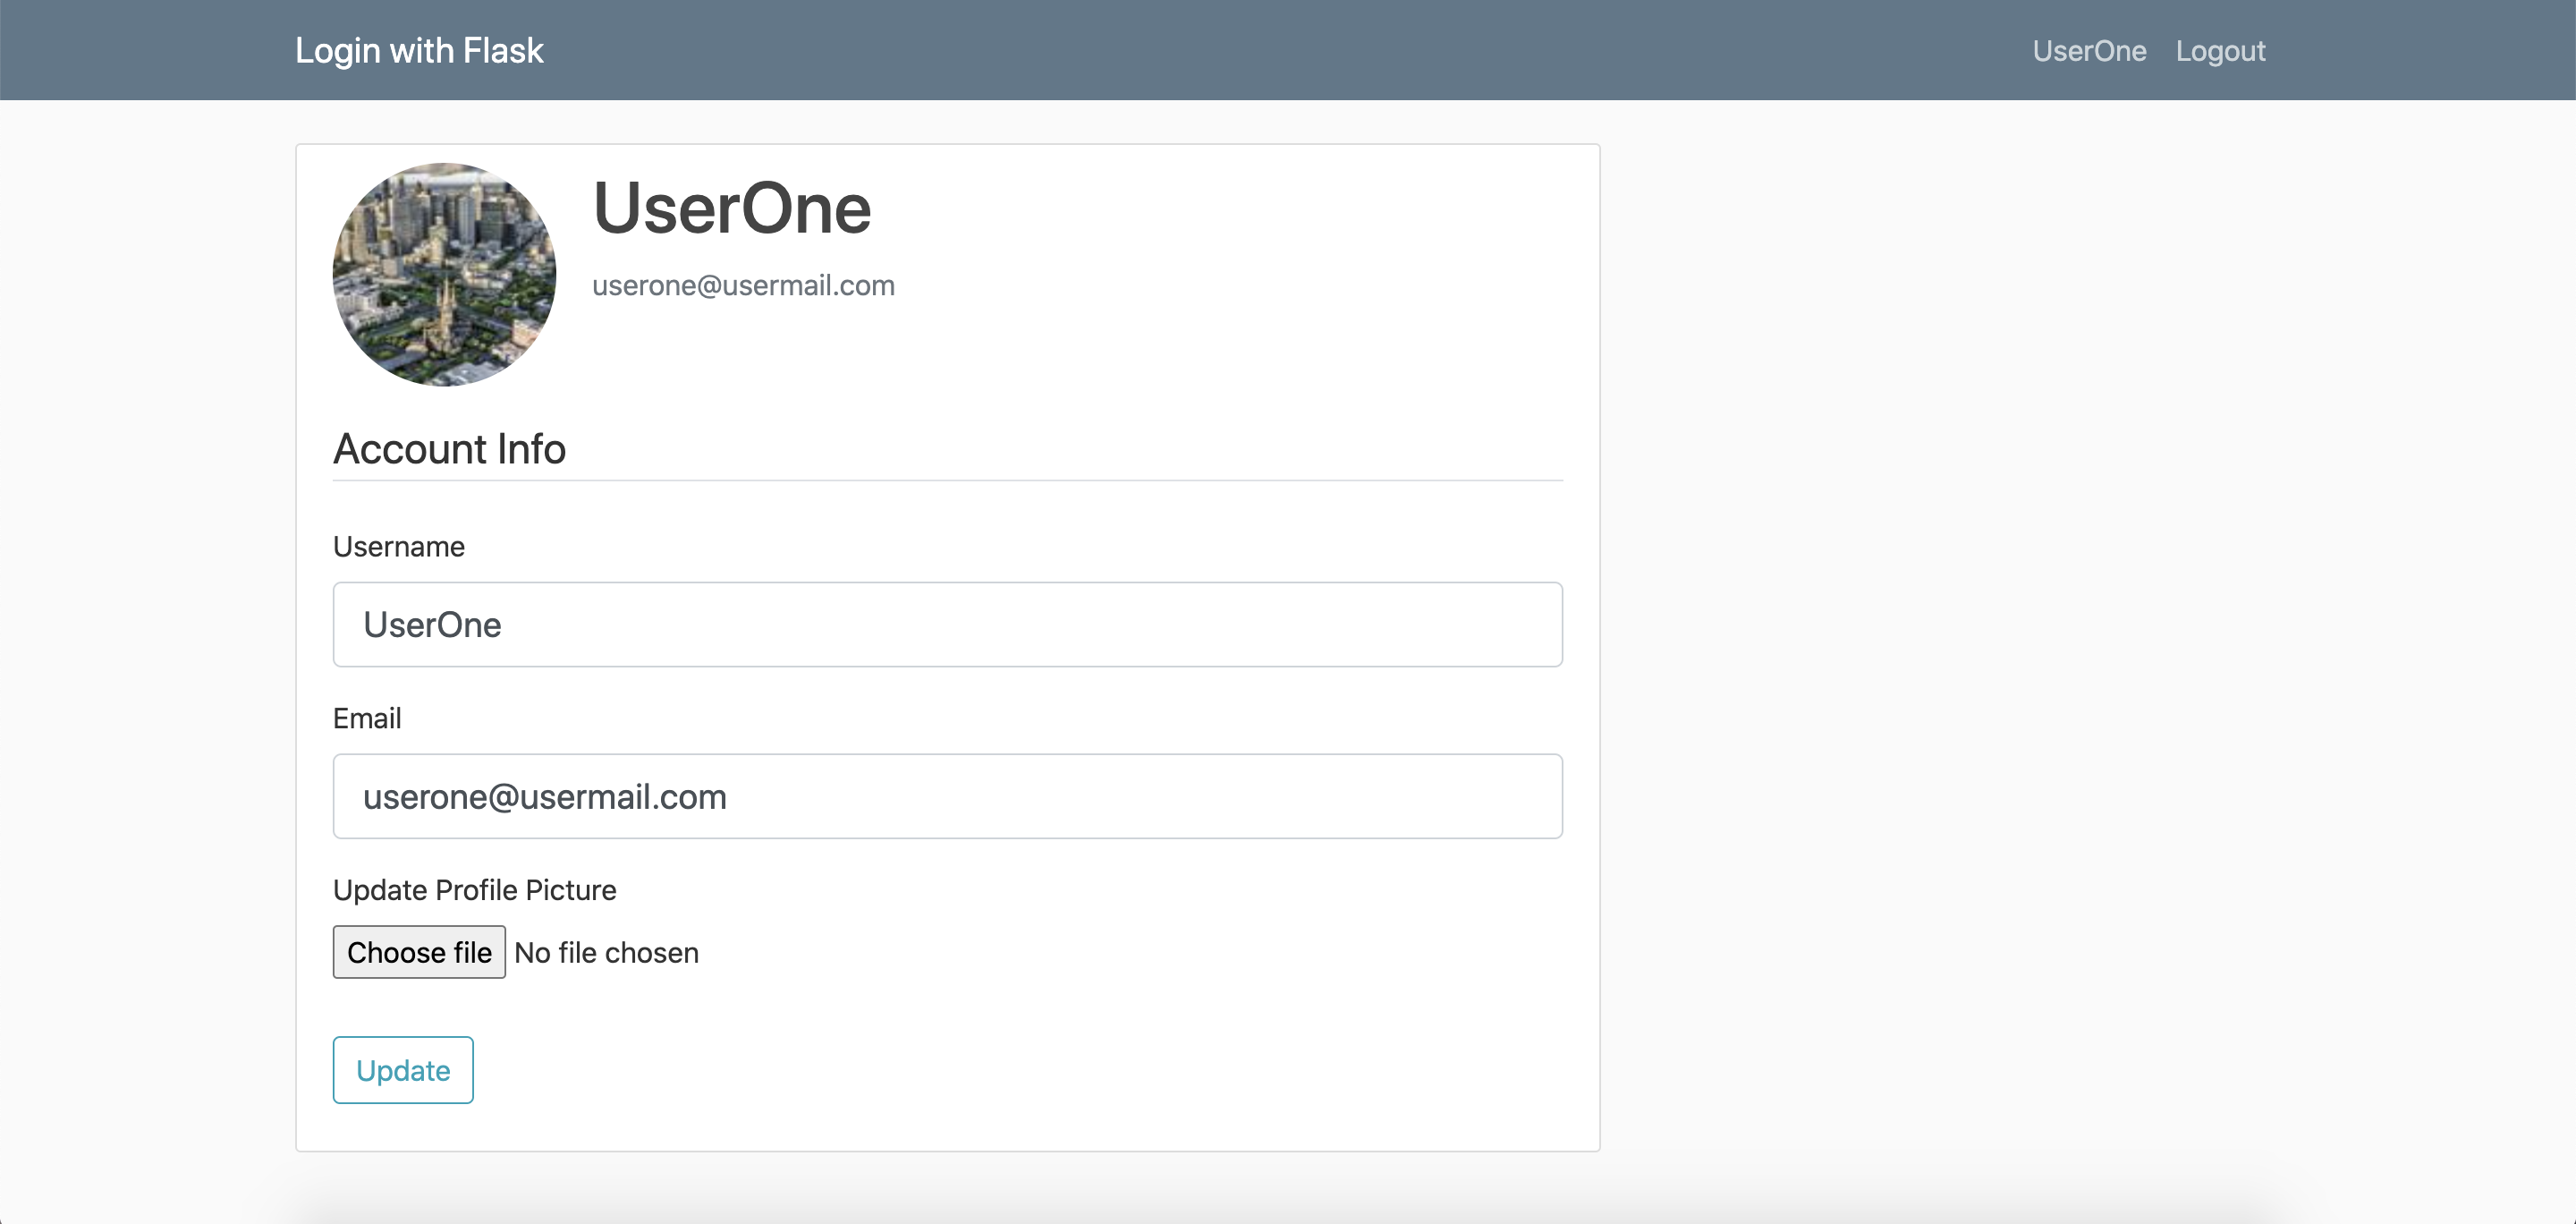 Login with Flask
UserOne Logout
UserOne
userone@usermail.com
Account Info
Username
UserOne
Email
userone@usermail.com
Update Profile Picture
Choose file No file chosen
Update